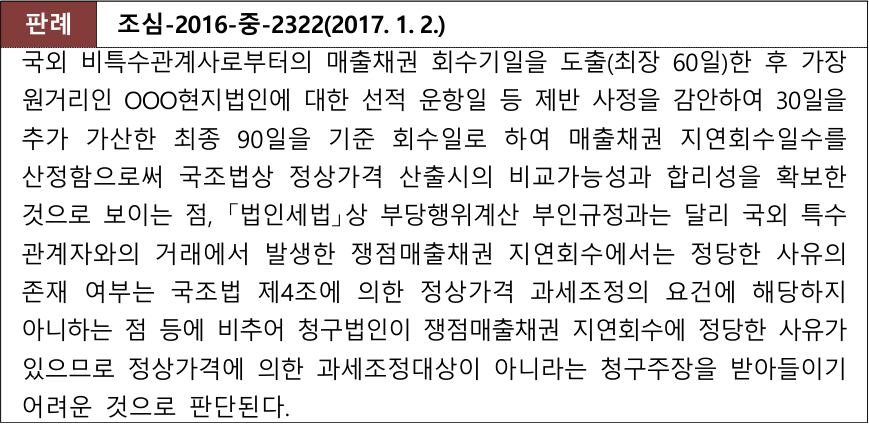 판례 조심-2016-중-2322(2017. 1. 2.)
국외 비특수관계사로부터의 매출채권 회수기일을 도출(최장 60일)한 후 가장
원거리인 OOO현지법인에 대한 선적 운항일 등 제반 사정을 감안하여 30일을
추가 가산한 최종 90일을 기준 회수일로 하여 매출채권 지연회수일수를
산정함으로써 국조법상 정상가격 산출시의 비교가능성과 합리성을 확보한
것으로 보이는 점, 「법인세법」상 부당행위계산 부인규정과는 달리 국외 특수
관계자와의 거래에서 발생한 쟁점매출채권 지연회수에서는 정당한 사유의
존재 여부는 국조법 제4조에 의한 정상가격 과세조정의 요건에 해당하지
아니하는 점 등에 비추어 청구법인이 쟁점매출채권 지연회수에 정당한 사유가
있으므로 정상가격에 의한 과세조정대상이 아니라는 청구주장을 받아들이기
어려운 것으로 판단된다.